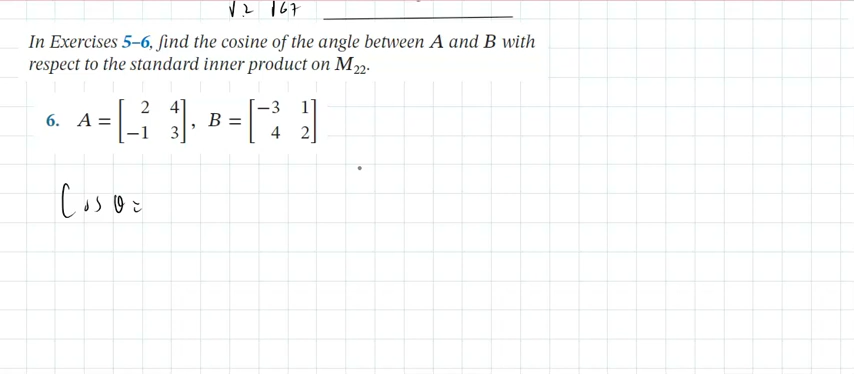 √2 √67
In Exercises 5–6, find the cosine of the angle between A and B with
respect to the standard inner product on M₂₂.
6. A = [2 4; −1 3], B = [−3 1; 4 2]
Cos θ =